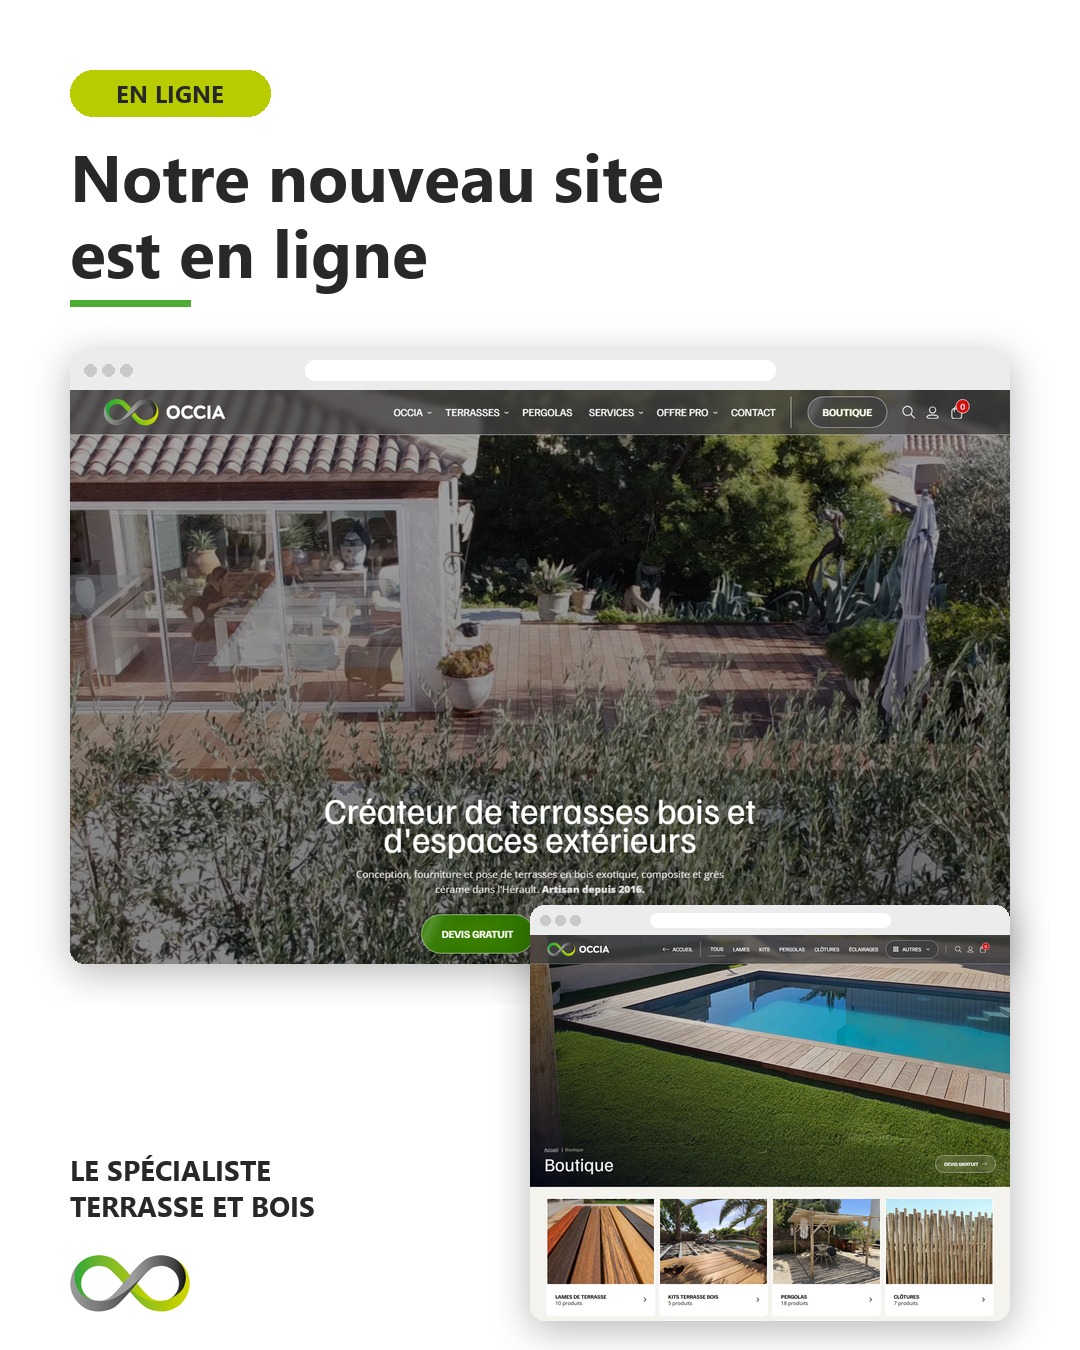 EN LIGNE
Notre nouveau site
est en ligne
OCCIA
OCCIA TERRASSES PERGOLAS SERVICES OFFRE PRO CONTACT BOUTIQUE 0
Créateur de terrasses bois et
d'espaces extérieurs
Conception, fourniture et pose de terrasses en bois exotique, composite et grès
cérame dans l'Hérault. Artisan depuis 2016.
DEVIS GRATUIT
OCCIA
ACCUEIL TOUS LAMES KITS PERGOLAS CLÔTURES ÉCLAIRAGES AUTRES 0
Accueil | Boutique
Boutique
DEVIS GRATUIT
LAMES DE TERRASSE
10 produits
KITS TERRASSE BOIS
5 produits
PERGOLAS
18 produits
CLÔTURES
7 produits
LE SPÉCIALISTE
TERRASSE ET BOIS